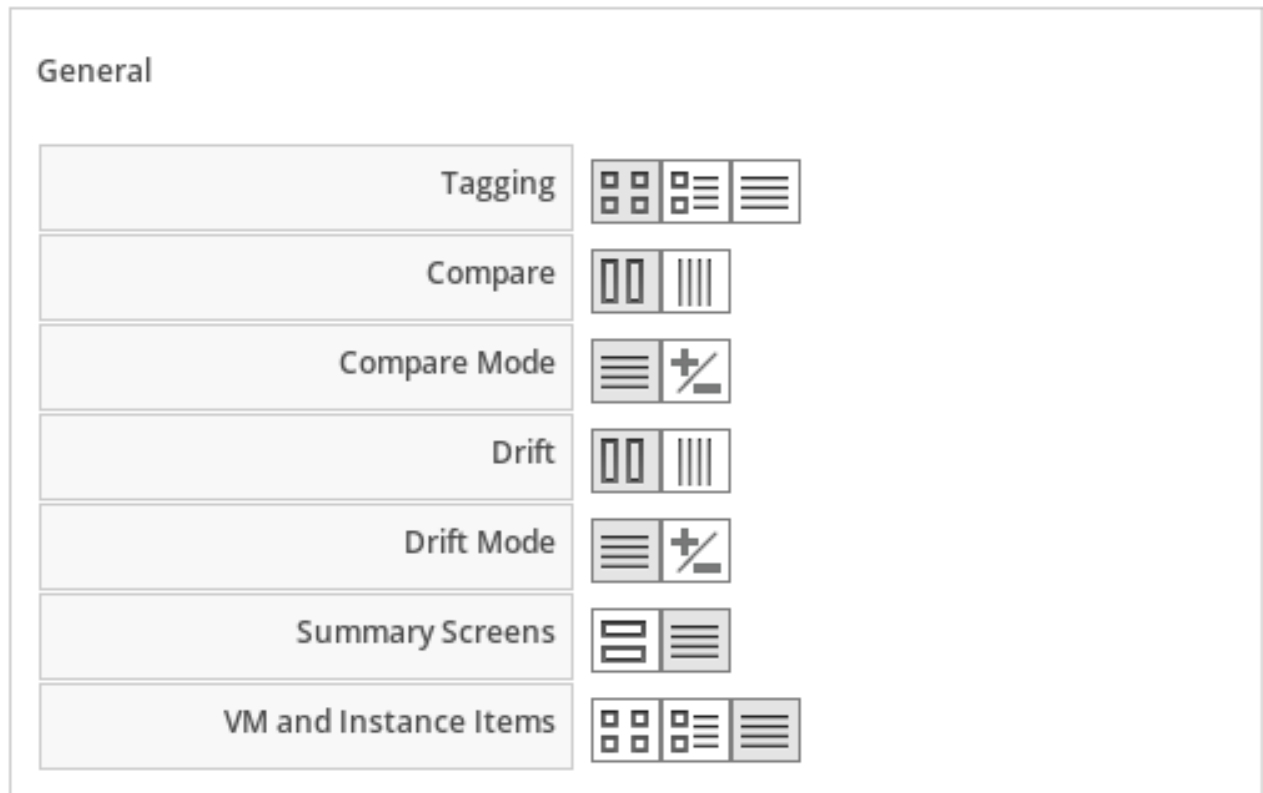 General
Tagging
Compare
Compare Mode
Drift
Drift Mode
Summary Screens
VM and Instance Items